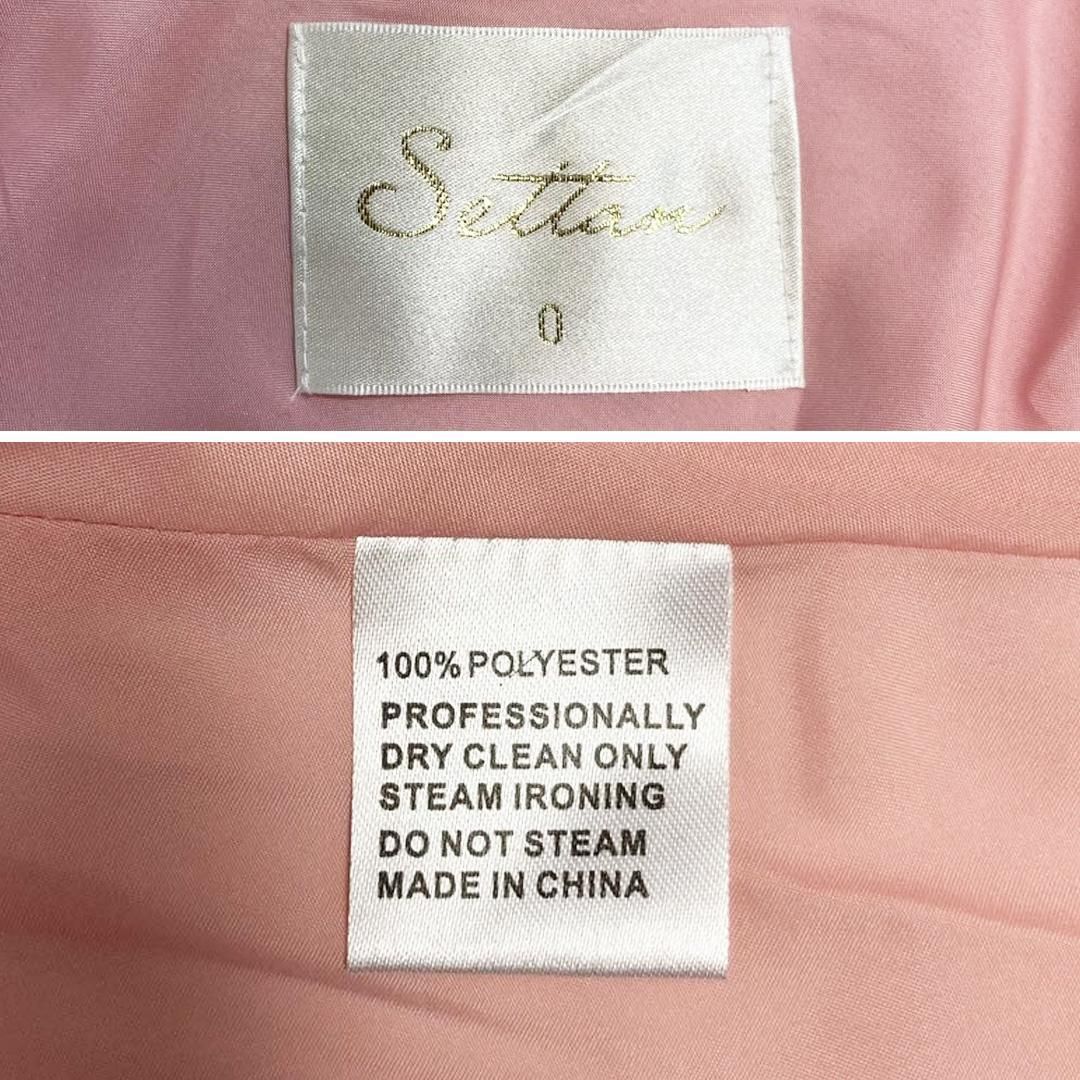 Settan
0
100% POLYESTER
PROFESSIONALLY
DRY CLEAN ONLY
STEAM IRONING
DO NOT STEAM
MADE IN CHINA